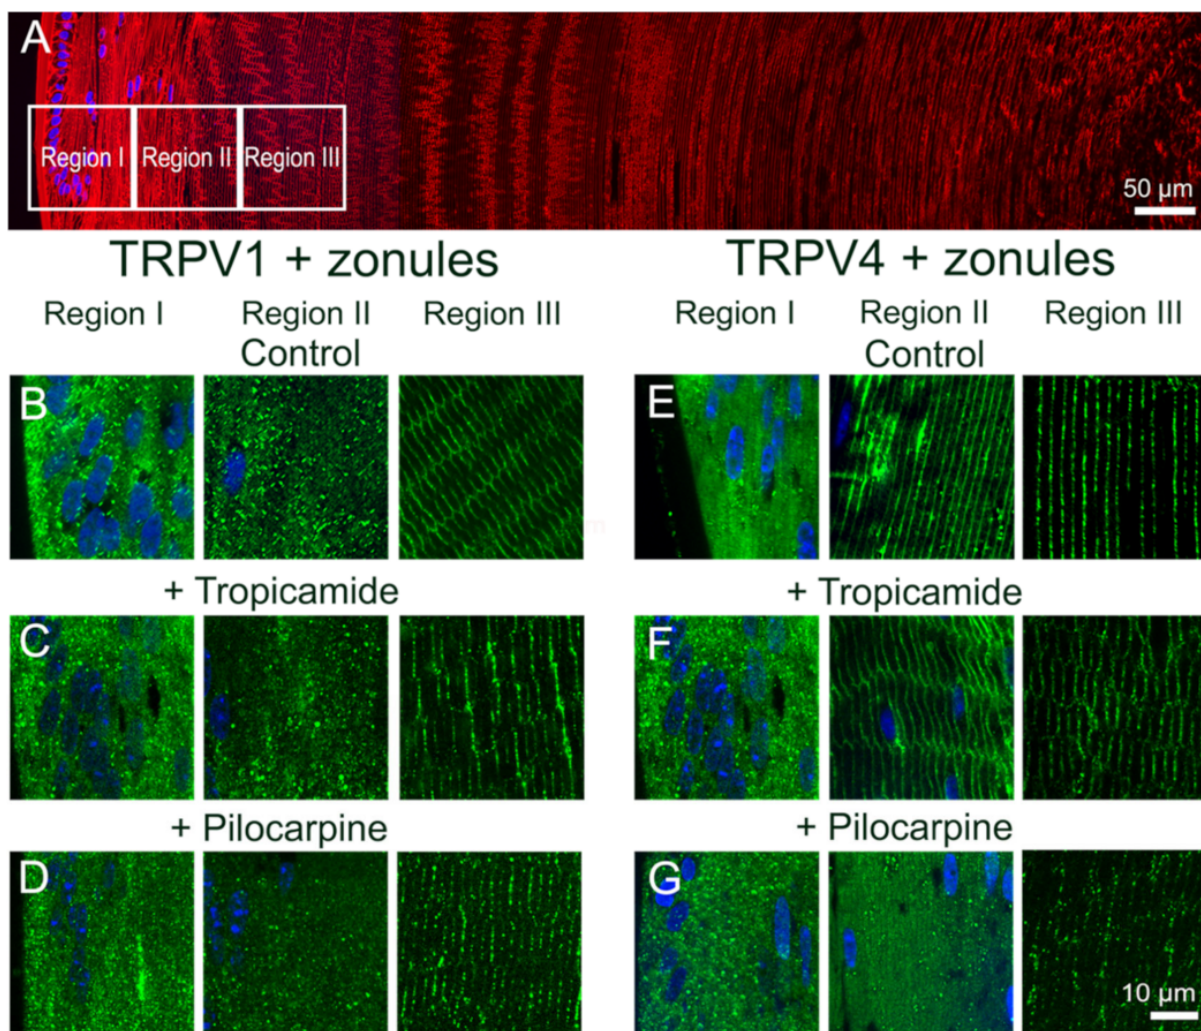 A
Region I Region II Region III
50 µm
TRPV1 + zonules TRPV4 + zonules
Region I Region II Region III Region I Region II Region III
Control Control
B E
+ Tropicamide + Tropicamide
C F
+ Pilocarpine + Pilocarpine
D G
10 µm